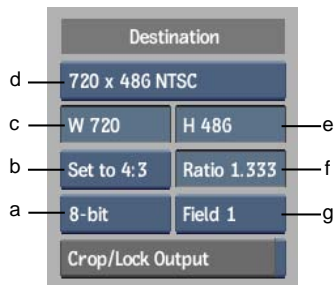 Destination
d 720 x 486 NTSC
c W 720 H 486 e
b Set to 4:3 Ratio 1.333 f
a 8-bit Field 1 g
Crop/Lock Output